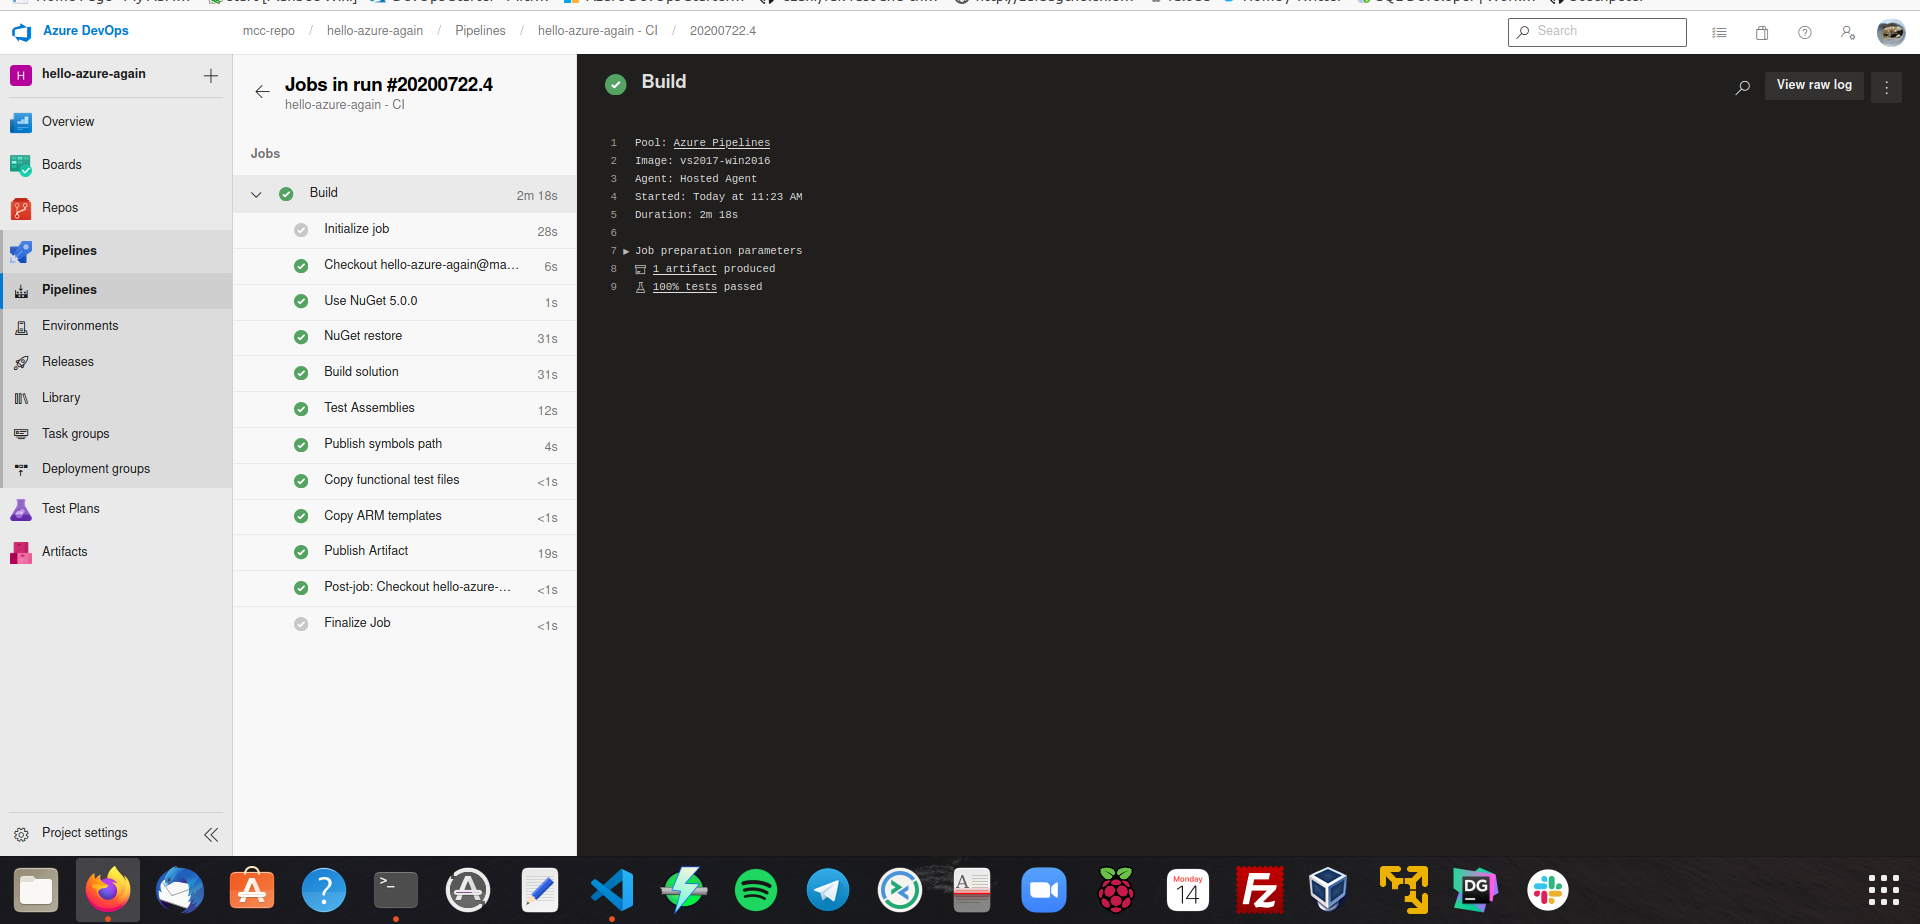 Azure DevOps
mcc-repo / hello-azure-again / Pipelines / hello-azure-again - CI / 20200722.4
Search
H hello-azure-again
Overview
Boards
Repos
Pipelines
Pipelines
Environments
Releases
Library
Task groups
Deployment groups
Test Plans
Artifacts
Project settings
Jobs in run #20200722.4
hello-azure-again - CI
Jobs
Build 2m 18s
Initialize job 28s
Checkout hello-azure-again@ma... 6s
Use NuGet 5.0.0 1s
NuGet restore 31s
Build solution 31s
Test Assemblies 12s
Publish symbols path 4s
Copy functional test files <1s
Copy ARM templates <1s
Publish Artifact 19s
Post-job: Checkout hello-azure-... <1s
Finalize Job <1s
Build
View raw log
1 Pool: Azure Pipelines
2 Image: vs2017-win2016
3 Agent: Hosted Agent
4 Started: Today at 11:23 AM
5 Duration: 2m 18s
6
7 Job preparation parameters
8 1 artifact produced
9 100% tests passed
Monday
14
Fz
DG